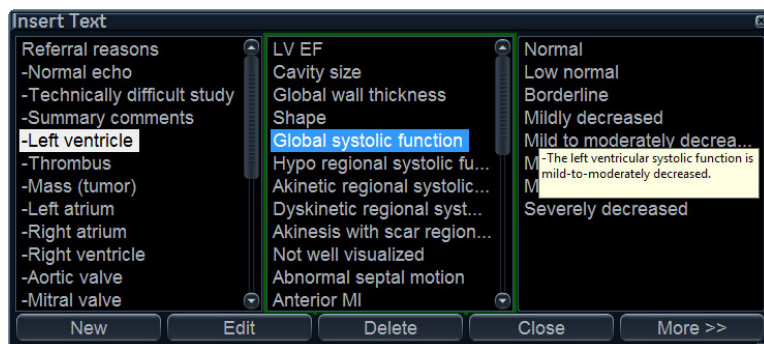 Insert Text
Referral reasons
-Normal echo
-Technically difficult study
-Summary comments
-Left ventricle
-Thrombus
-Mass (tumor)
-Left atrium
-Right atrium
-Right ventricle
-Aortic valve
-Mitral valve
LV EF
Cavity size
Global wall thickness
Shape
Global systolic function
Hypo regional systolic fu...
Akinetic regional systolic...
Dyskinetic regional syst...
Akinesis with scar region...
Not well visualized
Abnormal septal motion
Anterior MI
Normal
Low normal
Borderline
Mildly decreased
Mild to moderately decrea...
-The left ventricular systolic function is
mild-to-moderately decreased.
Severely decreased
New Edit Delete Close More >>